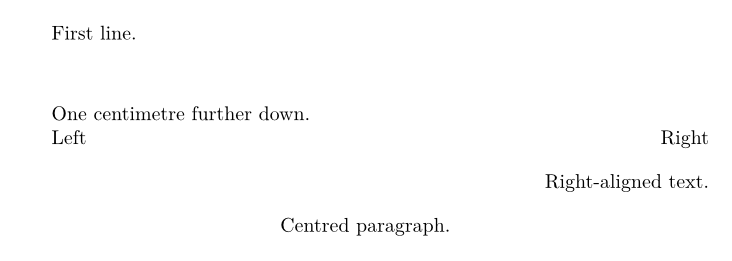 First line.
One centimetre further down.
Left Right
Right-aligned text.
Centred paragraph.